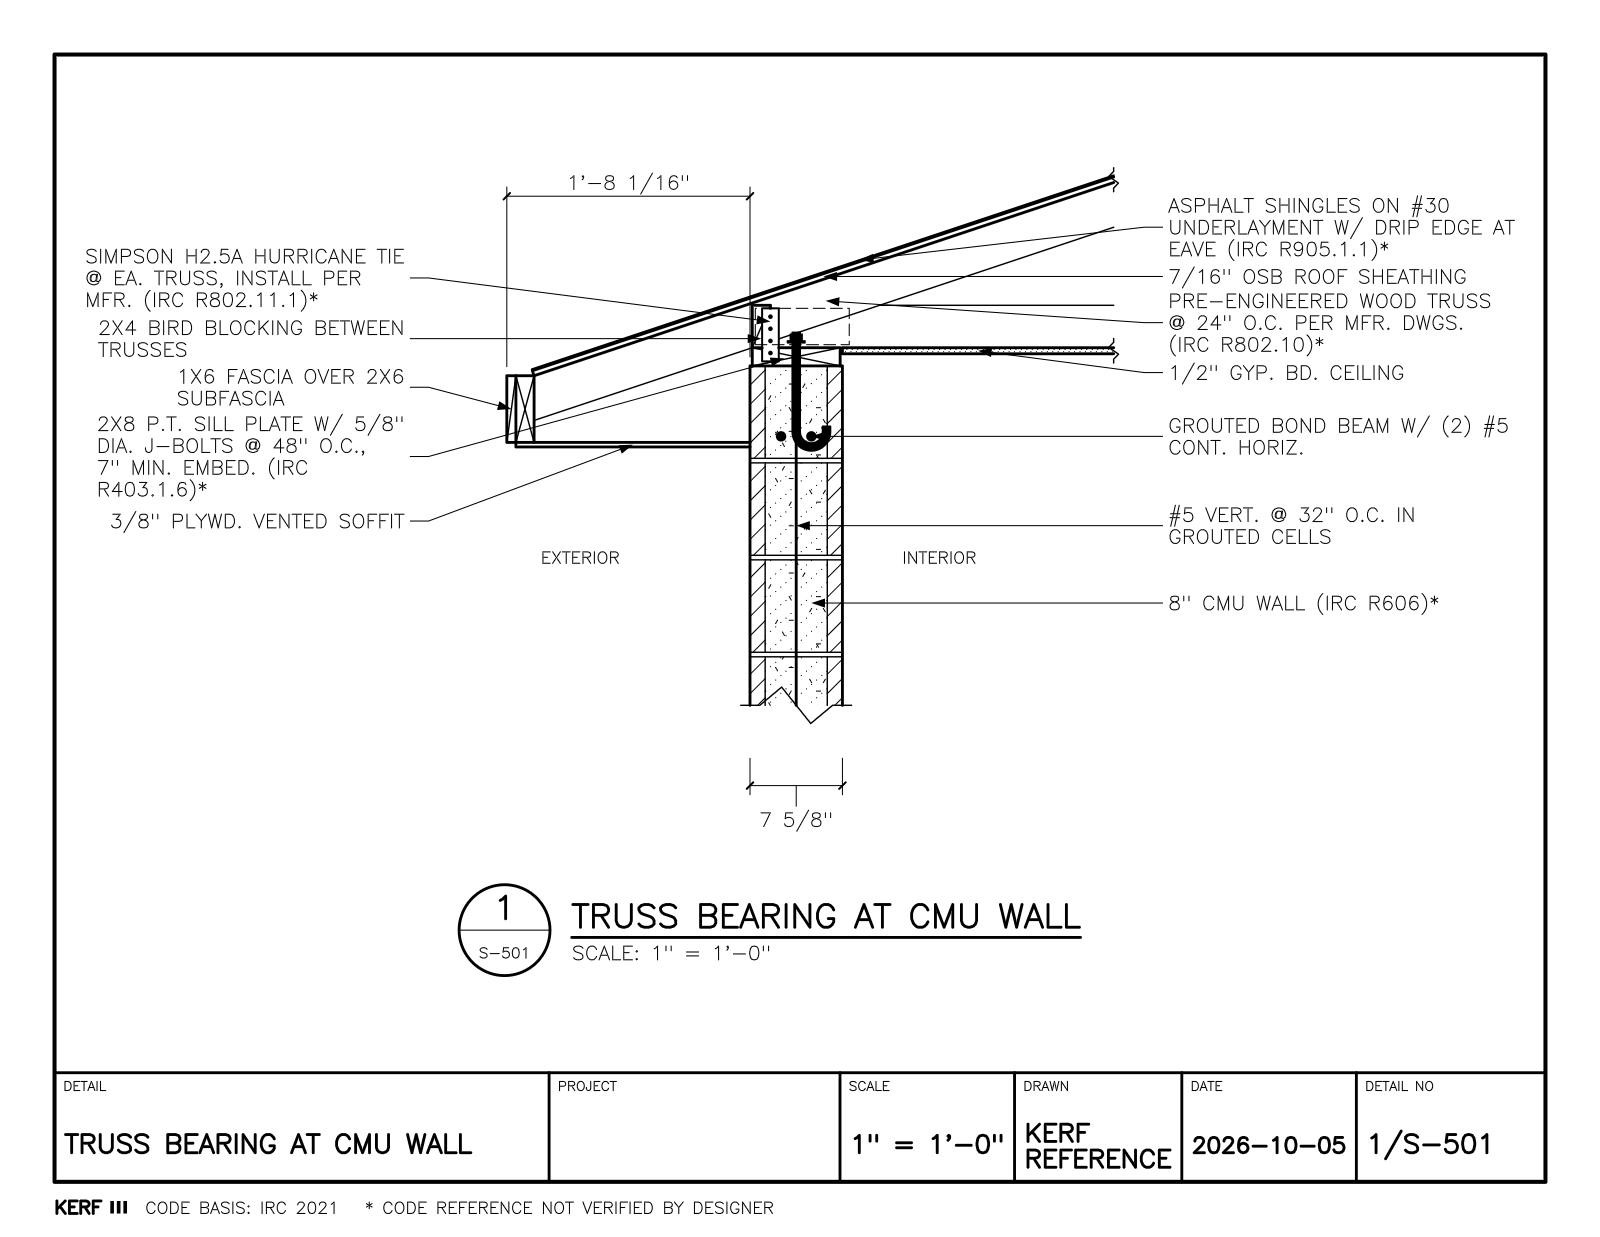 1'-8 1/16"
SIMPSON H2.5A HURRICANE TIE
@ EA. TRUSS, INSTALL PER
MFR. (IRC R802.11.1)*
2X4 BIRD BLOCKING BETWEEN
TRUSSES
1X6 FASCIA OVER 2X6
SUBFASCIA
2X8 P.T. SILL PLATE W/ 5/8"
DIA. J-BOLTS @ 48" O.C.,
7" MIN. EMBED. (IRC
R403.1.6)*
3/8" PLYWD. VENTED SOFFIT
ASPHALT SHINGLES ON #30
UNDERLAYMENT W/ DRIP EDGE AT
EAVE (IRC R905.1.1)*
7/16" OSB ROOF SHEATHING
PRE-ENGINEERED WOOD TRUSS
@ 24" O.C. PER MFR. DWGS.
(IRC R802.10)*
1/2" GYP. BD. CEILING
GROUTED BOND BEAM W/ (2) #5
CONT. HORIZ.
#5 VERT. @ 32" O.C. IN
GROUTED CELLS
8" CMU WALL (IRC R606)*
EXTERIOR
INTERIOR
7 5/8"
1
S-501
TRUSS BEARING AT CMU WALL
SCALE: 1" = 1'-0"
DETAIL
TRUSS BEARING AT CMU WALL
PROJECT
SCALE
1" = 1'-0"
DRAWN
KERF
REFERENCE
DATE
2026-10-05
DETAIL NO
1/S-501
KERF CODE BASIS: IRC 2021 * CODE REFERENCE NOT VERIFIED BY DESIGNER